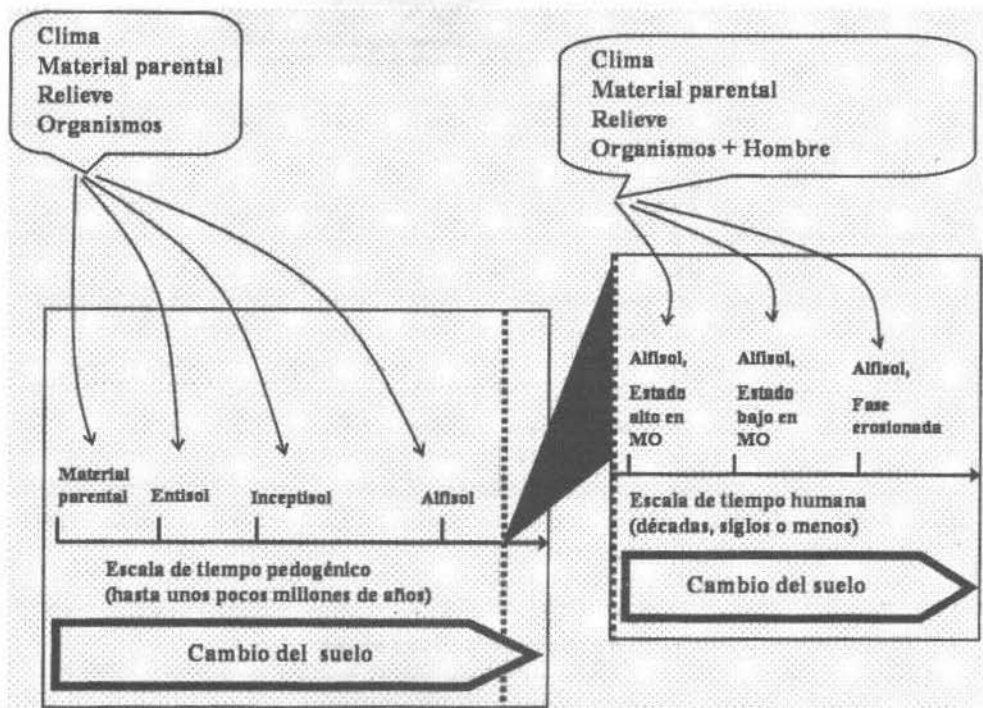 Clima
Material parental
Relieve
Organismos
Clima
Material parental
Relieve
Organismos + Hombre
Material
parental
Entisol
Inceptisol
Alfisol
Escala de tiempo pedogénico
(hasta unos pocos millones de años)
Cambio del suelo
Alfisol,
Estado
alto en
MO
Alfisol,
Estado
bajo en
MO
Alfisol,
Fase
erosionada
Escala de tiempo humana
(décadas, siglos o menos)
Cambio del suelo